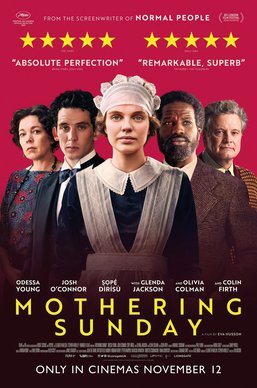 FROM THE SCREENWRITER OF NORMAL PEOPLE
"ABSOLUTE PERFECTION"
"REMARKABLE, SUPERB"
ODESSA YOUNG
JOSH O'CONNOR
ṢỌPẸ́ DÌRÍSÙ
WITH GLENDA JACKSON
AND OLIVIA COLMAN
AND COLIN FIRTH
MOTHERING
SUNDAY
A FILM BY EVA HUSSON
ONLY IN CINEMAS NOVEMBER 12